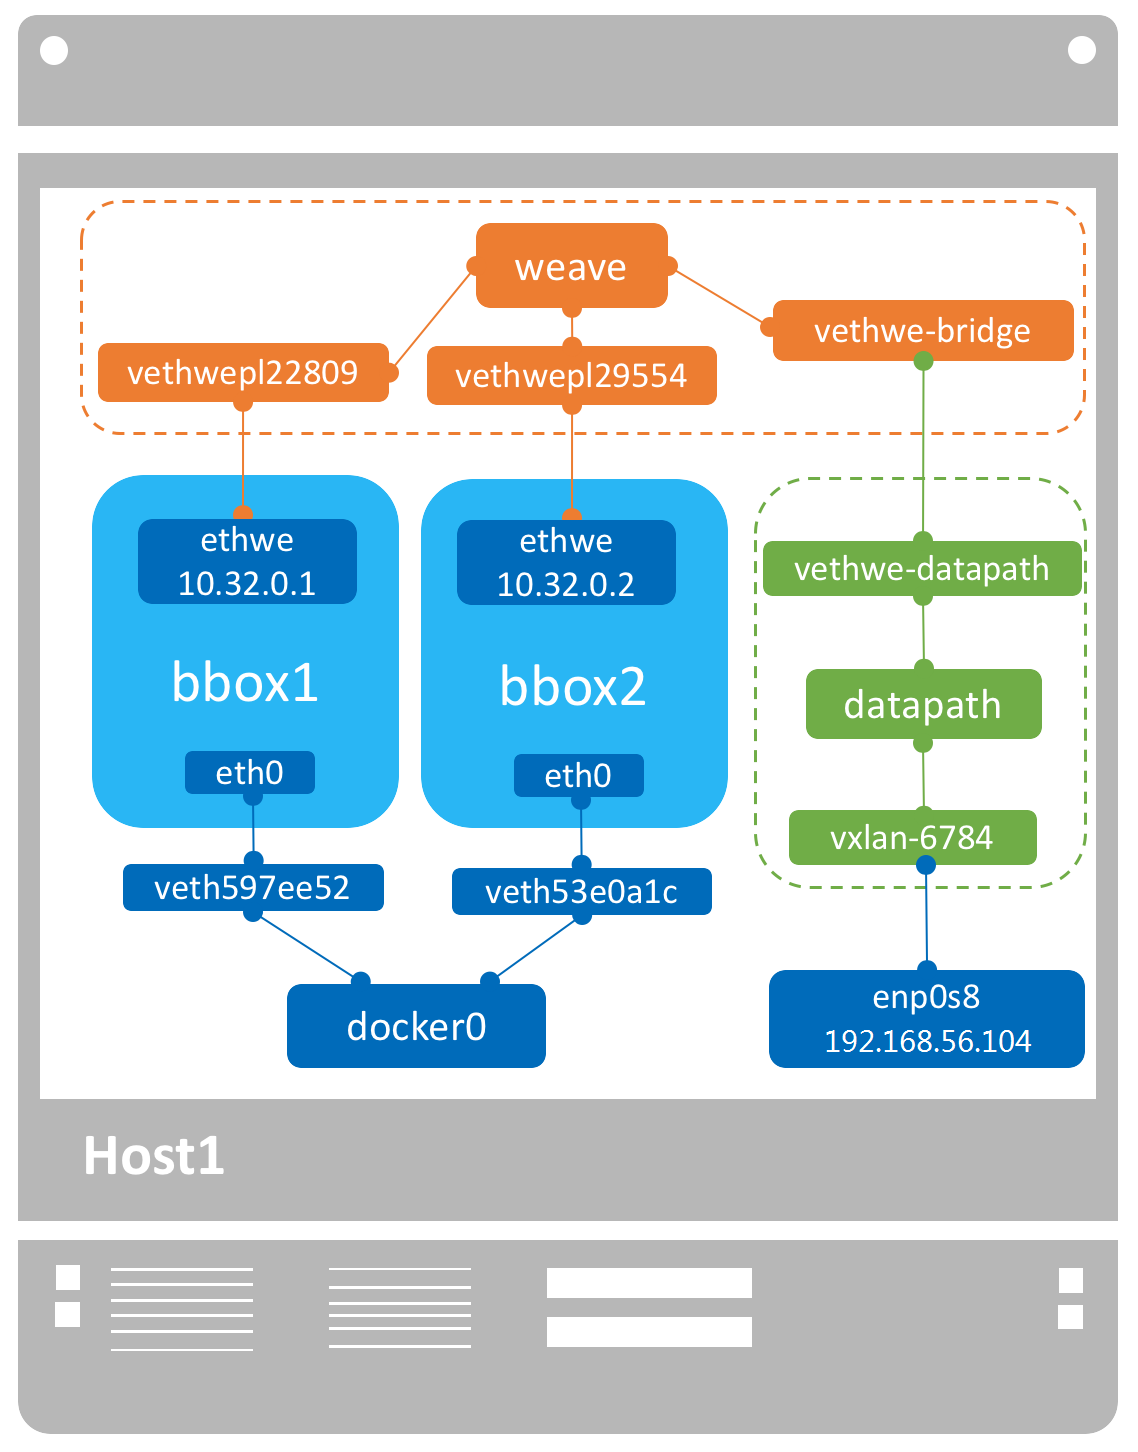 weave
vethwe-bridge
vethwepl22809
vethwepl29554
ethwe
10.32.0.1
bbox1
eth0
ethwe
10.32.0.2
bbox2
eth0
vethwe-datapath
datapath
vxlan-6784
veth597ee52
veth53e0a1c
docker0
enp0s8
192.168.56.104
Host1